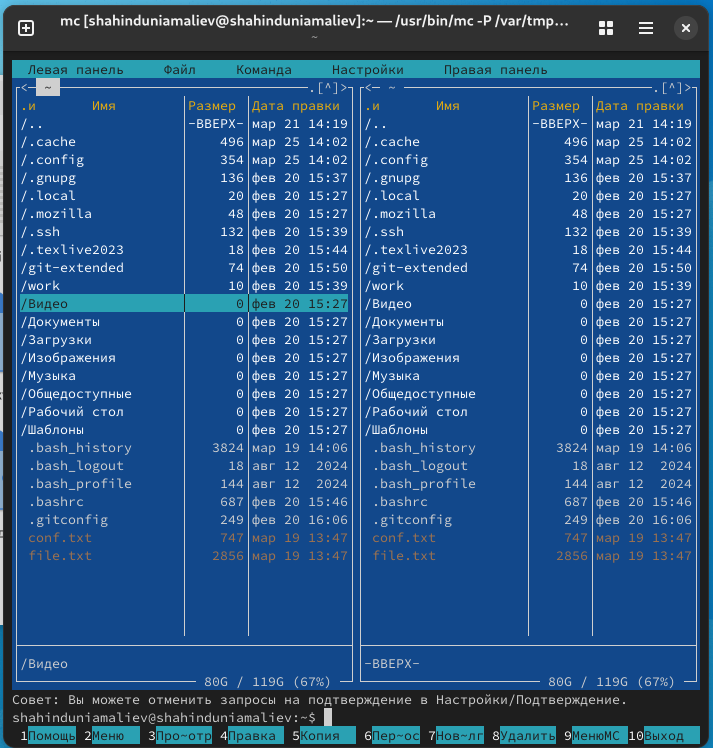 mc [shahinduniamaliev@shahinduniamaliev]:~ — /usr/bin/mc -P /var/tmp…
~
Левая панель Файл Команда Настройки Правая панель
<─ ~ .[^]> <─ ~ .[^]>
.и Имя Размер Дата правки .и Имя Размер Дата правки
/.. -ВВЕРХ- мар 21 14:19 /.. -ВВЕРХ- мар 21 14:19
/.cache 496 мар 25 14:02 /.cache 496 мар 25 14:02
/.config 354 мар 25 14:02 /.config 354 мар 25 14:02
/.gnupg 136 фев 20 15:37 /.gnupg 136 фев 20 15:37
/.local 20 фев 20 15:27 /.local 20 фев 20 15:27
/.mozilla 48 фев 20 15:27 /.mozilla 48 фев 20 15:27
/.ssh 132 фев 20 15:39 /.ssh 132 фев 20 15:39
/.texlive2023 18 фев 20 15:44 /.texlive2023 18 фев 20 15:44
/git-extended 74 фев 20 15:50 /git-extended 74 фев 20 15:50
/work 10 фев 20 15:39 /work 10 фев 20 15:39
/Видео 0 фев 20 15:27 /Видео 0 фев 20 15:27
/Документы 0 фев 20 15:27 /Документы 0 фев 20 15:27
/Загрузки 0 фев 20 15:27 /Загрузки 0 фев 20 15:27
/Изображения 0 фев 20 15:27 /Изображения 0 фев 20 15:27
/Музыка 0 фев 20 15:27 /Музыка 0 фев 20 15:27
/Общедоступные 0 фев 20 15:27 /Общедоступные 0 фев 20 15:27
/Рабочий стол 0 фев 20 15:27 /Рабочий стол 0 фев 20 15:27
/Шаблоны 0 фев 20 15:27 /Шаблоны 0 фев 20 15:27
.bash_history 3824 мар 19 14:06 .bash_history 3824 мар 19 14:06
.bash_logout 18 авг 12 2024 .bash_logout 18 авг 12 2024
.bash_profile 144 авг 12 2024 .bash_profile 144 авг 12 2024
.bashrc 687 фев 20 15:46 .bashrc 687 фев 20 15:46
.gitconfig 249 фев 20 16:06 .gitconfig 249 фев 20 16:06
conf.txt 747 мар 19 13:47 conf.txt 747 мар 19 13:47
file.txt 2856 мар 19 13:47 file.txt 2856 мар 19 13:47
/Видео -ВВЕРХ-
80G / 119G (67%) 80G / 119G (67%)
Совет: Вы можете отменить запросы на подтверждение в Настройки/Подтверждение.
shahinduniamaliev@shahinduniamaliev:~$
1Помощь 2Меню 3Про~отр 4Правка 5Копия 6Пер~ос 7Нов~лг 8Удалить 9МенюMC 10Выход